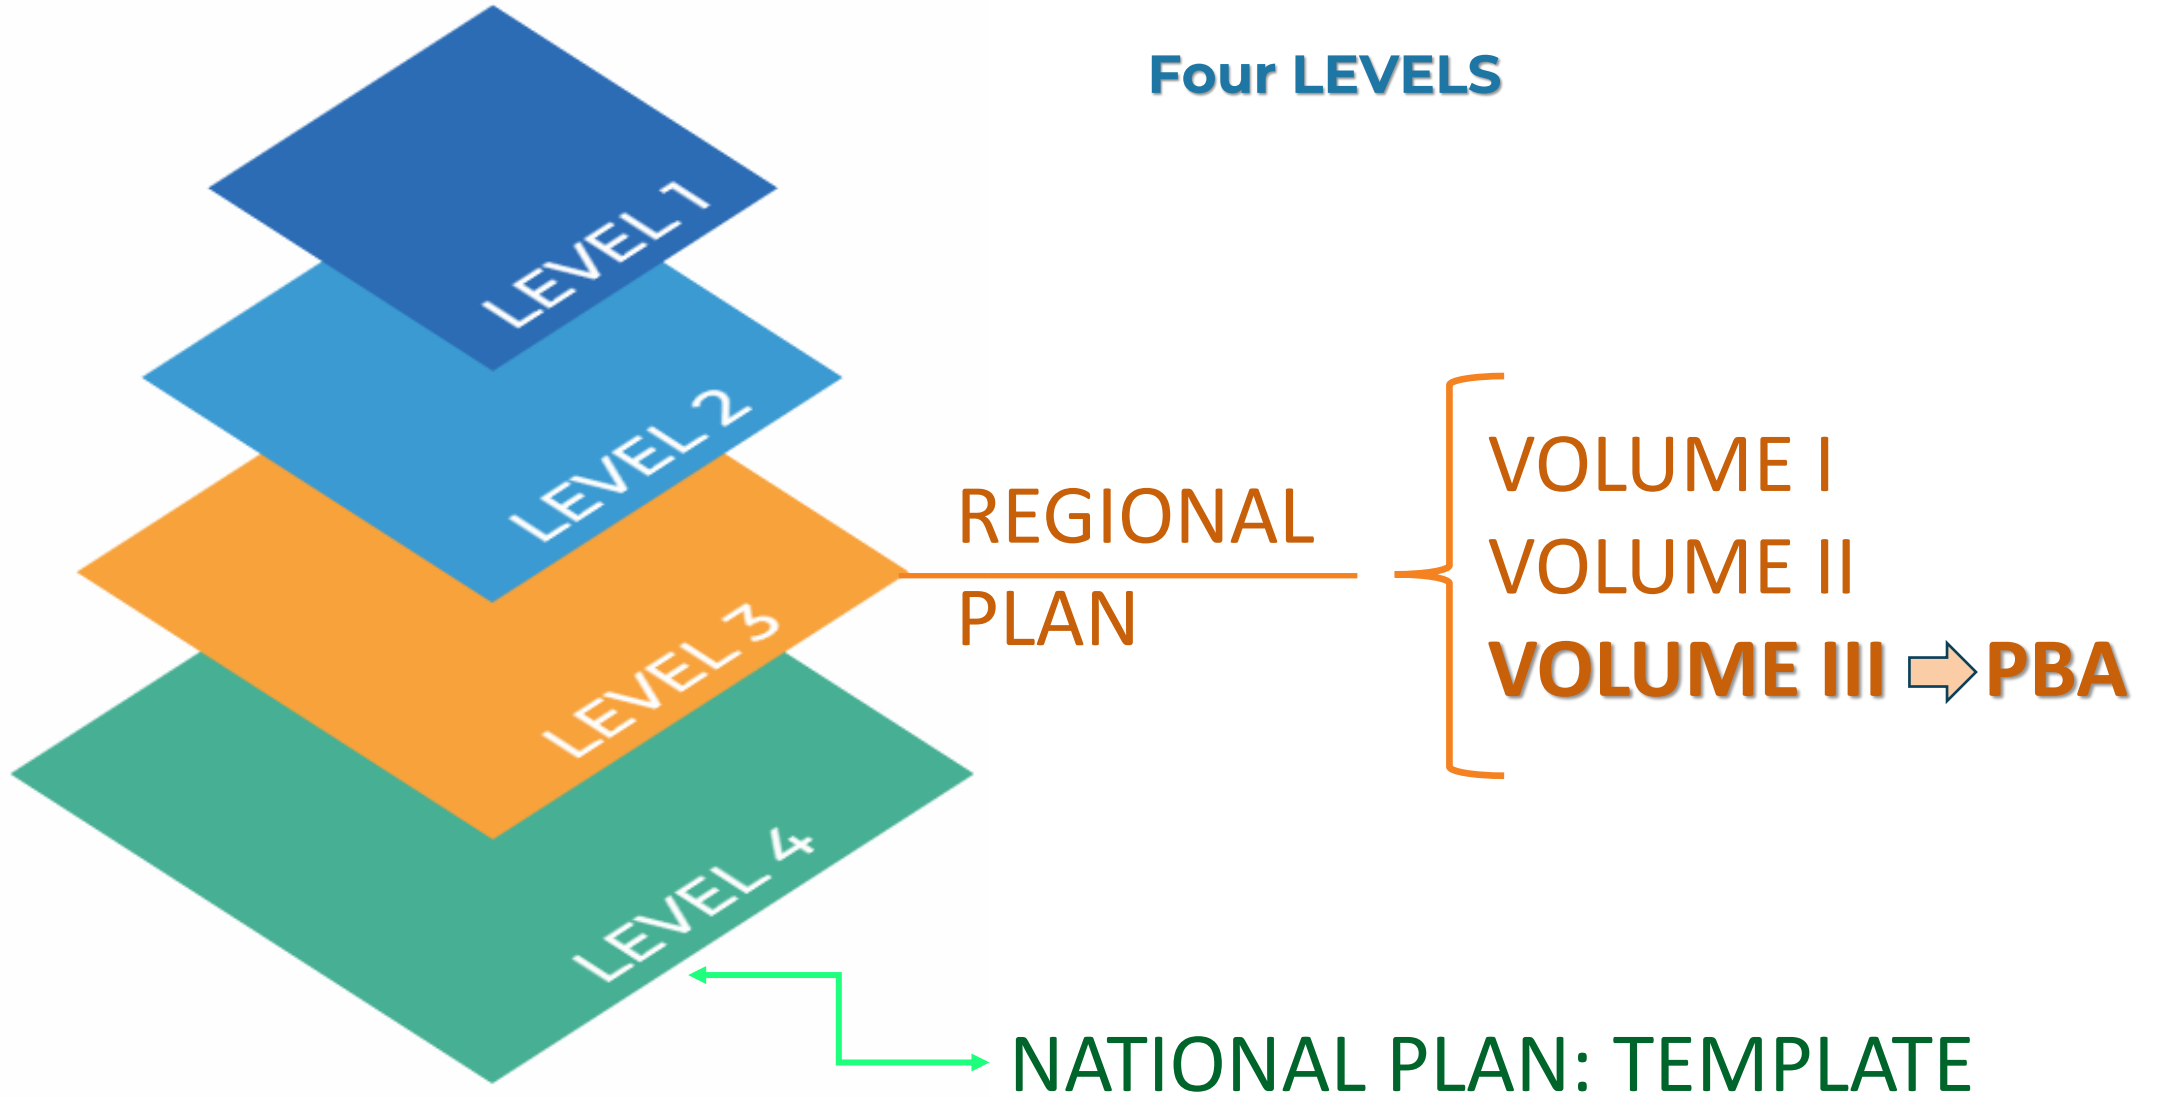 Four LEVELS
LEVEL 1
LEVEL 2
LEVEL 3
LEVEL 4
REGIONAL
PLAN
VOLUME I
VOLUME II
VOLUME III PBA
NATIONAL PLAN: TEMPLATE